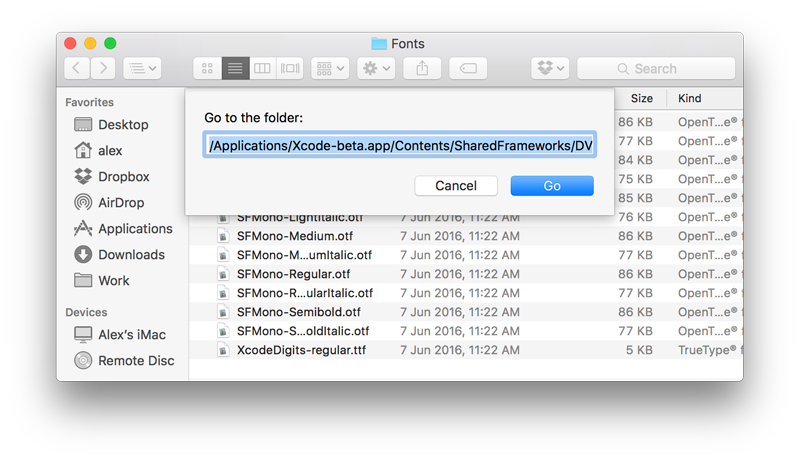 Fonts
Search
Favorites
Desktop
alex
Dropbox
AirDrop
Applications
Downloads
Work
Devices
Alex's iMac
Remote Disc
Go to the folder:
/Applications/Xcode-beta.app/Contents/SharedFrameworks/DV
Cancel
Go
Size Kind
86 KB OpenT...e®
77 KB OpenT...e®
84 KB OpenT...e®
75 KB OpenT...e®
85 KB OpenT...e®
SFMono-LightItalic.otf 7 Jun 2016, 11:22 AM 76 KB OpenT...e®
SFMono-Medium.otf 7 Jun 2016, 11:22 AM 86 KB OpenT...e®
SFMono-M...umItalic.otf 7 Jun 2016, 11:22 AM 77 KB OpenT...e®
SFMono-Regular.otf 7 Jun 2016, 11:22 AM 86 KB OpenT...e®
SFMono-R...ularItalic.otf 7 Jun 2016, 11:22 AM 77 KB OpenT...e®
SFMono-Semibold.otf 7 Jun 2016, 11:22 AM 86 KB OpenT...e®
SFMono-S...oldItalic.otf 7 Jun 2016, 11:22 AM 77 KB OpenT...e®
XcodeDigits-regular.ttf 7 Jun 2016, 11:22 AM 5 KB TrueType®